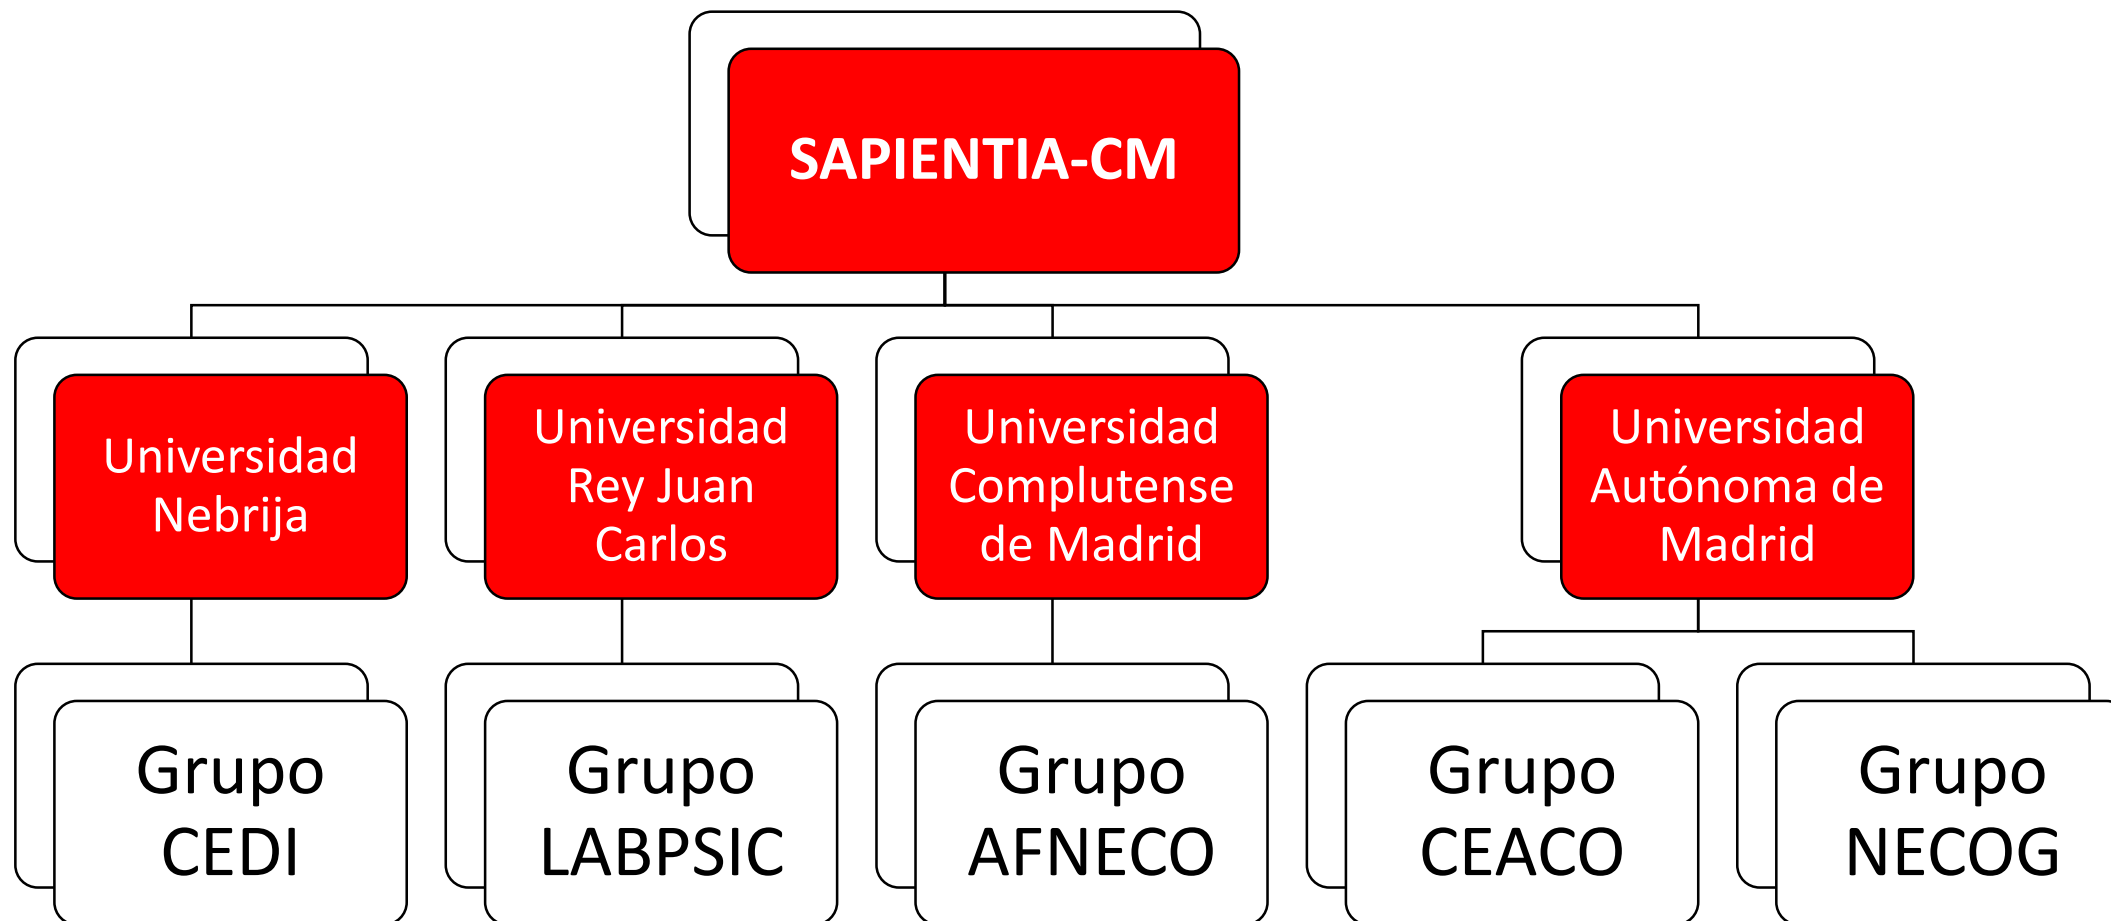 SAPIENTIA-CM
Universidad
Nebrija
Universidad
Rey Juan
Carlos
Universidad
Complutense
de Madrid
Universidad
Autónoma de
Madrid
Grupo
CEDI
Grupo
LABPSIC
Grupo
AFNECO
Grupo
CEACO
Grupo
NECOG